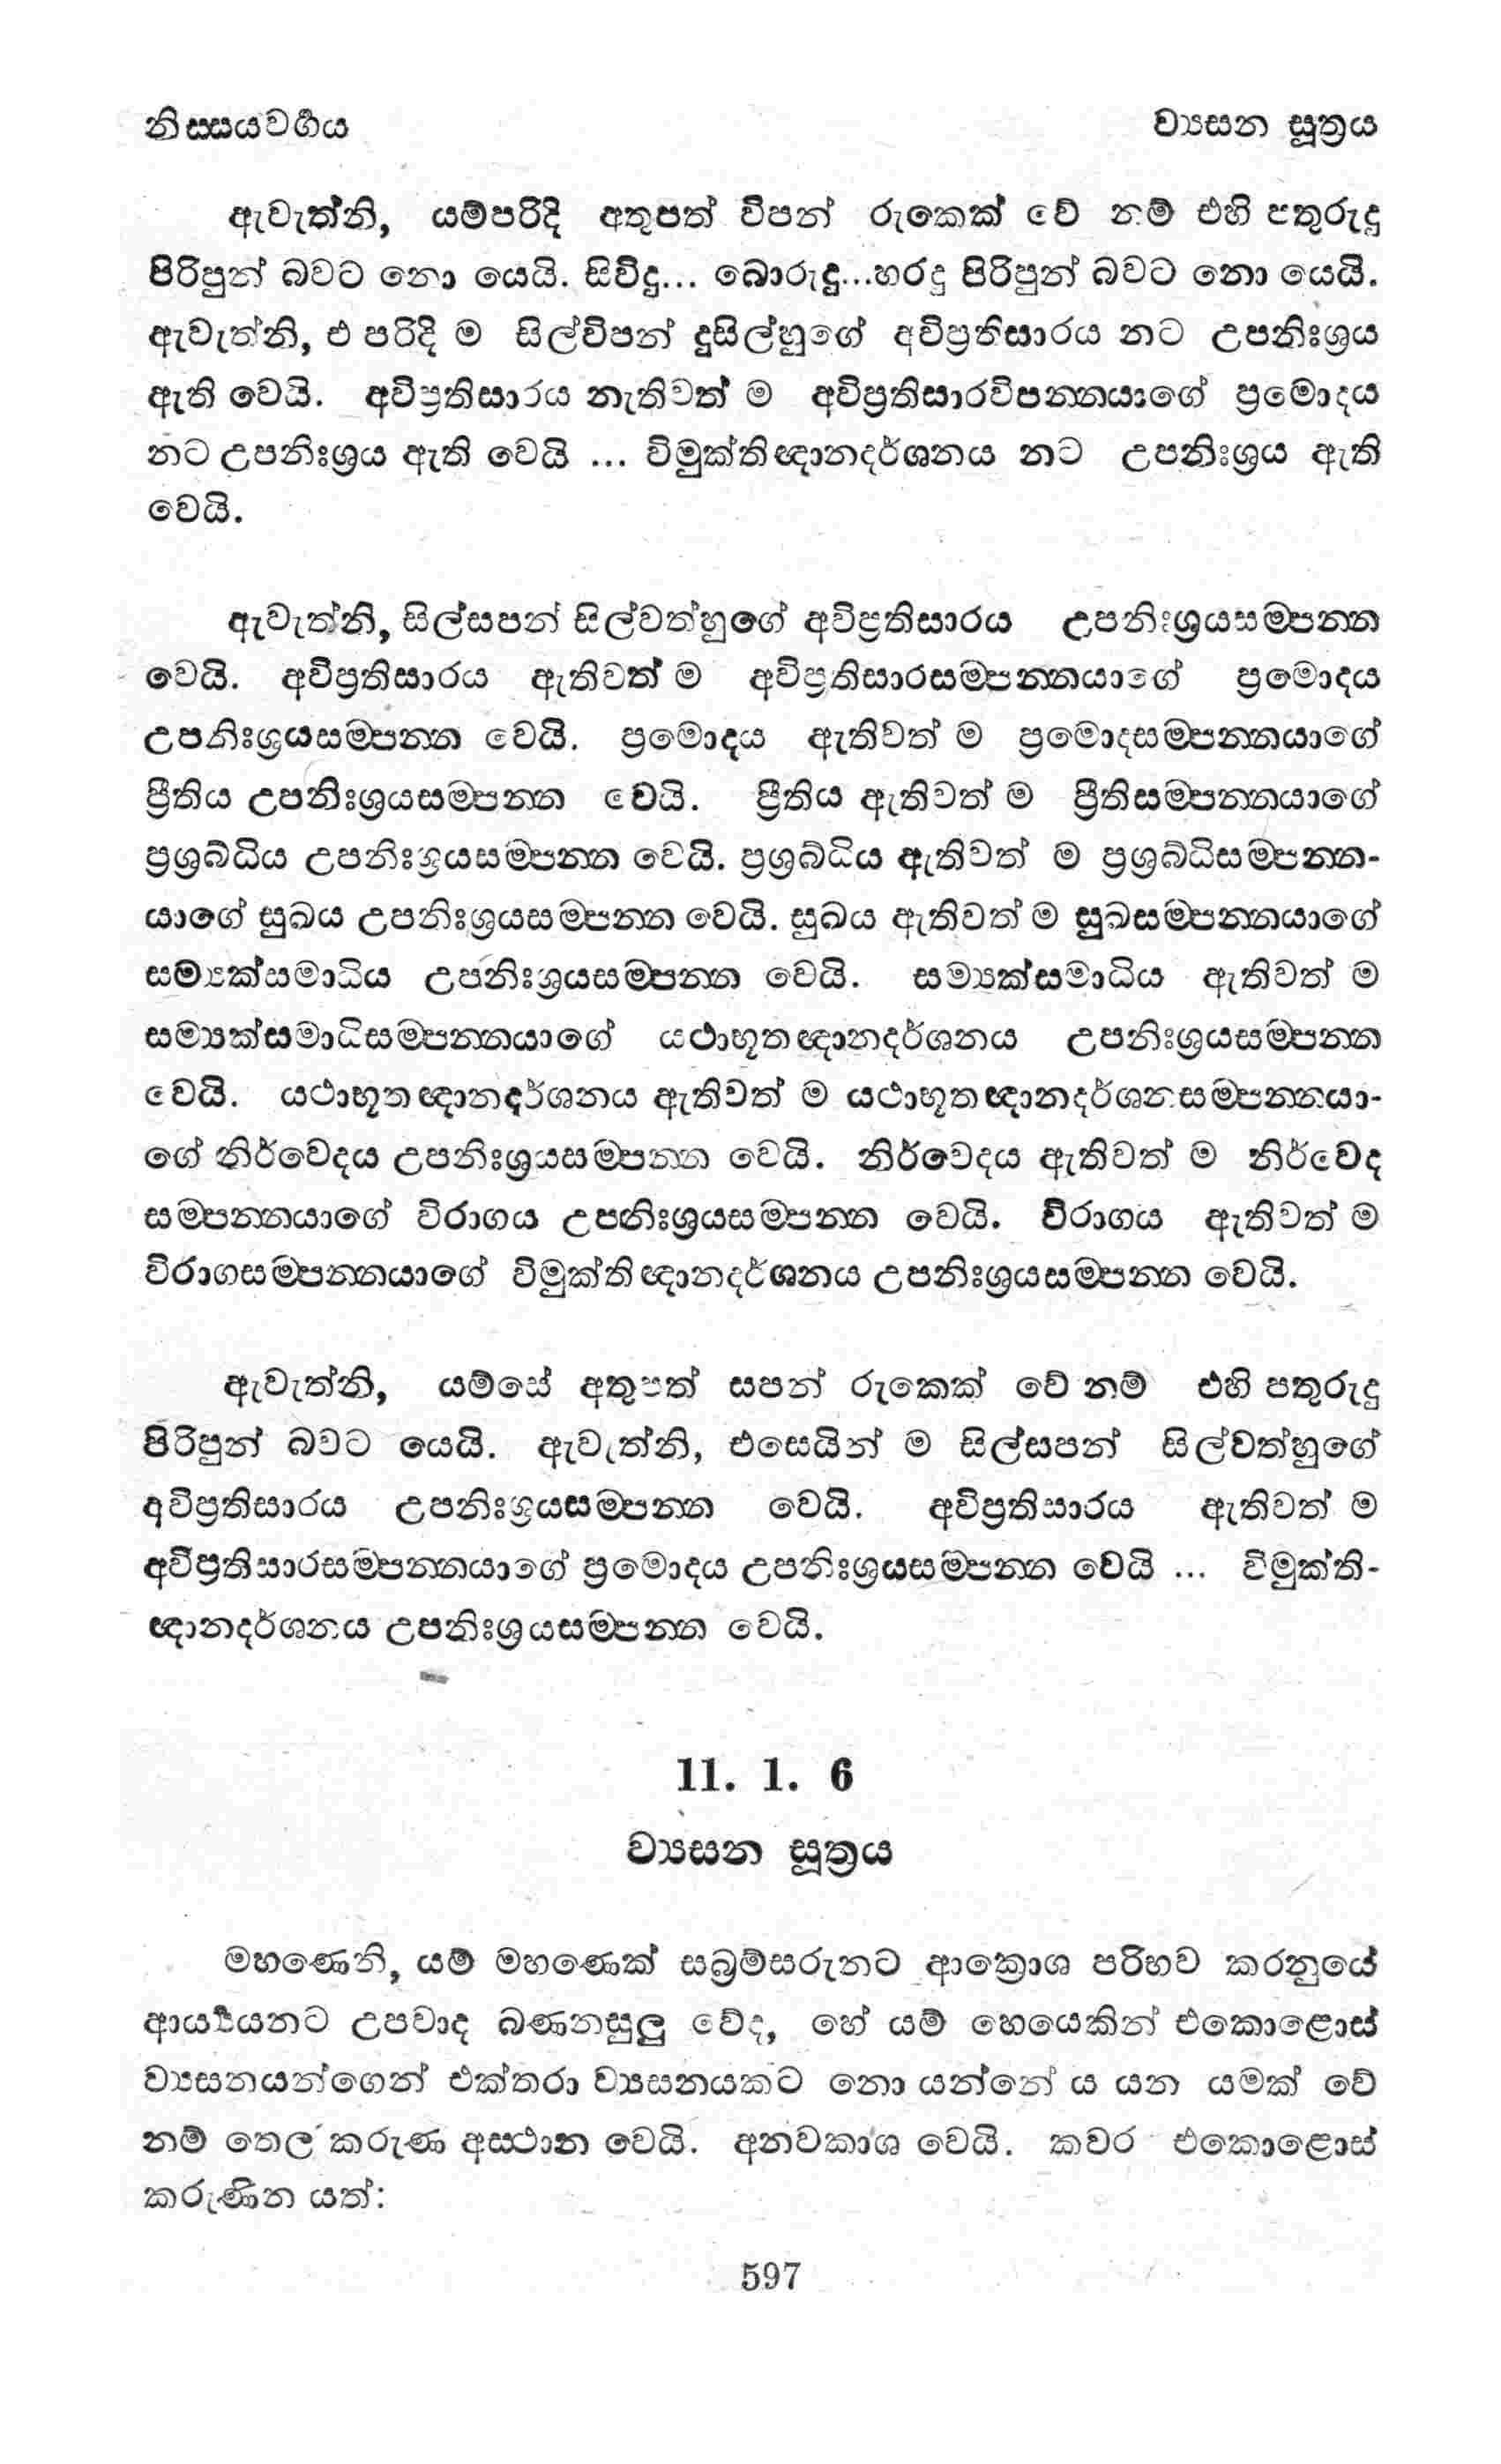 නිස්සයවර්‍ගය ව්‍යසන සූත්‍රය
ඇවැත්නි, යම්පරිදි අතුපත් විපන් රුකෙක් වේ නම් එහි පතුරුදු
පිරිපුන් බවට නො යෙයි. සිවිදු... බොරුදු...හරදු පිරිපුන් බවට නො යෙයි.
ඇවැත්නි, එ පරිදි ම සිල්විපන් දුසිල්හුගේ අවිප්‍රතිසාරය නට උපනිඃශ්‍රය
ඇති වෙයි. අවිප්‍රතිසාරය නැතිවත් ම අවිප්‍රතිසාරවිපන්නයාගේ ප්‍රමොදය
නට උපනිඃශ්‍රය ඇති වෙයි ... විමුක්තිඥානදර්ශනය නට උපනිඃශ්‍රය ඇති
වෙයි.
ඇවැත්නි, සිල්සපන් සිල්වත්හුගේ අවිප්‍රතිසාරය උපනිඃශ්‍රයසම්පන්න
වෙයි. අවිප්‍රතිසාරය ඇතිවත් ම අවිප්‍රතිසාරසම්පන්නයාගේ ප්‍රමොදය
උපනිඃශ්‍රයසම්පන්න වෙයි. ප්‍රමොදය ඇතිවත් ම ප්‍රමොදසම්පන්නයාගේ
ප්‍රීතිය උපනිඃශ්‍රයසම්පන්න වෙයි. ප්‍රීතිය ඇතිවත් ම ප්‍රීතිසම්පන්නයාගේ
ප්‍රශ්‍රබ්ධිය උපනිඃශ්‍රයසම්පන්න වෙයි. ප්‍රශ්‍රබ්ධිය ඇතිවත් ම ප්‍රශ්‍රබ්ධිසම්පන්න-
යාගේ සුඛය උපනිඃශ්‍රයසම්පන්න වෙයි. සුඛය ඇතිවත් ම සුඛසම්පන්නයාගේ
සම්‍යක්සමාධිය උපනිඃශ්‍රයසම්පන්න වෙයි. සම්‍යක්සමාධිය ඇතිවත් ම
සම්‍යක්සමාධිසම්පන්නයාගේ යථාභූතඥානදර්ශනය උපනිඃශ්‍රයසම්පන්න
වෙයි. යථාභූතඥානදර්ශනය ඇතිවත් ම යථාභූතඥානදර්ශනසම්පන්නයා-
ගේ නිර්වෙදය උපනිඃශ්‍රයසම්පන්න වෙයි. නිර්වෙදය ඇතිවත් ම නිර්වෙද
සම්පන්නයාගේ විරාගය උපනිඃශ්‍රයසම්පන්න වෙයි. විරාගය ඇතිවත් ම
විරාගසම්පන්නයාගේ විමුක්තිඥානදර්ශනය උපනිඃශ්‍රයසම්පන්න වෙයි.
ඇවැත්නි, යම්සේ අතුපත් සපන් රුකෙක් වේ නම් එහි පතුරුදු
පිරිපුන් බවට යෙයි. ඇවැත්නි, එසෙයින් ම සිල්සපන් සිල්වත්හුගේ
අවිප්‍රතිසාරය උපනිඃශ්‍රයසම්පන්න වෙයි. අවිප්‍රතිසාරය ඇතිවත් ම
අවිප්‍රතිසාරසම්පන්නයාගේ ප්‍රමොදය උපනිඃශ්‍රයසම්පන්න වෙයි ... විමුක්ති-
ඥානදර්ශනය උපනිඃශ්‍රයසම්පන්න වෙයි.
11. 1. 6
ව්‍යසන සූත්‍රය
මහණෙනි, යම් මහණෙක් සබ්‍රම්සරුනට ආක්‍රොශ පරිභව කරනුයේ
ආර්‍ය්‍යයනට උපවාද බණනසුලු වේද, හේ යම් හෙයෙකින් එකොළොස්
ව්‍යසනයන්ගෙන් එක්තරා ව්‍යසනයකට නො යන්නේ ය යන යමක් වේ
නම් තෙල කරුණ අස්ථාන වෙයි. අනවකාශ වෙයි. කවර එකොළොස්
කරුණින යත්:
597